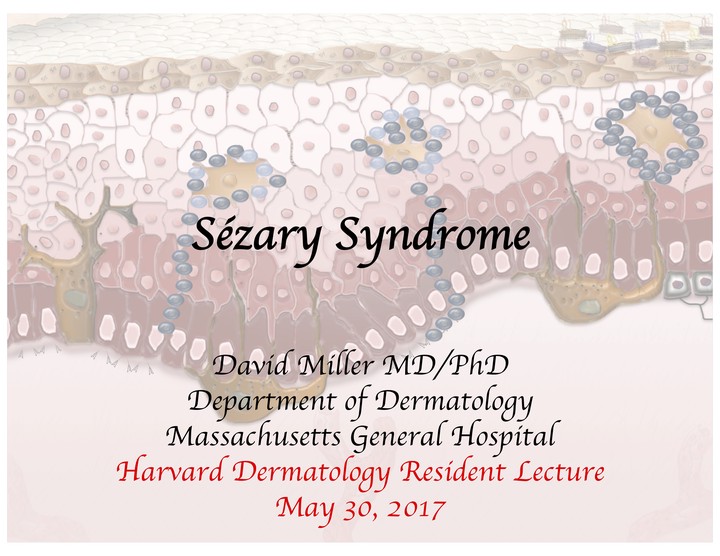 Sézary Syndrome
David Miller MD/PhD
Department of Dermatology
Massachusetts General Hospital
Harvard Dermatology Resident Lecture
May 30, 2017